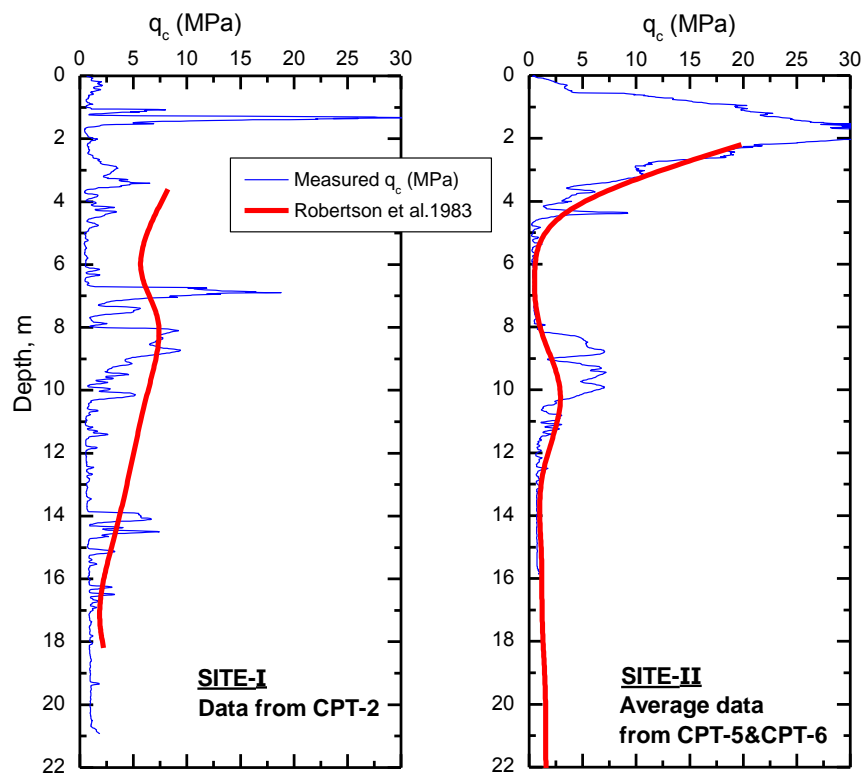 q_c (MPa)
0 5 10 15 20 25 30
0
2
4
6
8
10
12
14
16
18
20
22
Depth, m
Measured q_c (MPa)
Robertson et al.1983
SITE-I
Data from CPT-2
q_c (MPa)
0 5 10 15 20 25 30
0
2
4
6
8
10
12
14
16
18
20
22
SITE-II
Average data
from CPT-5&CPT-6